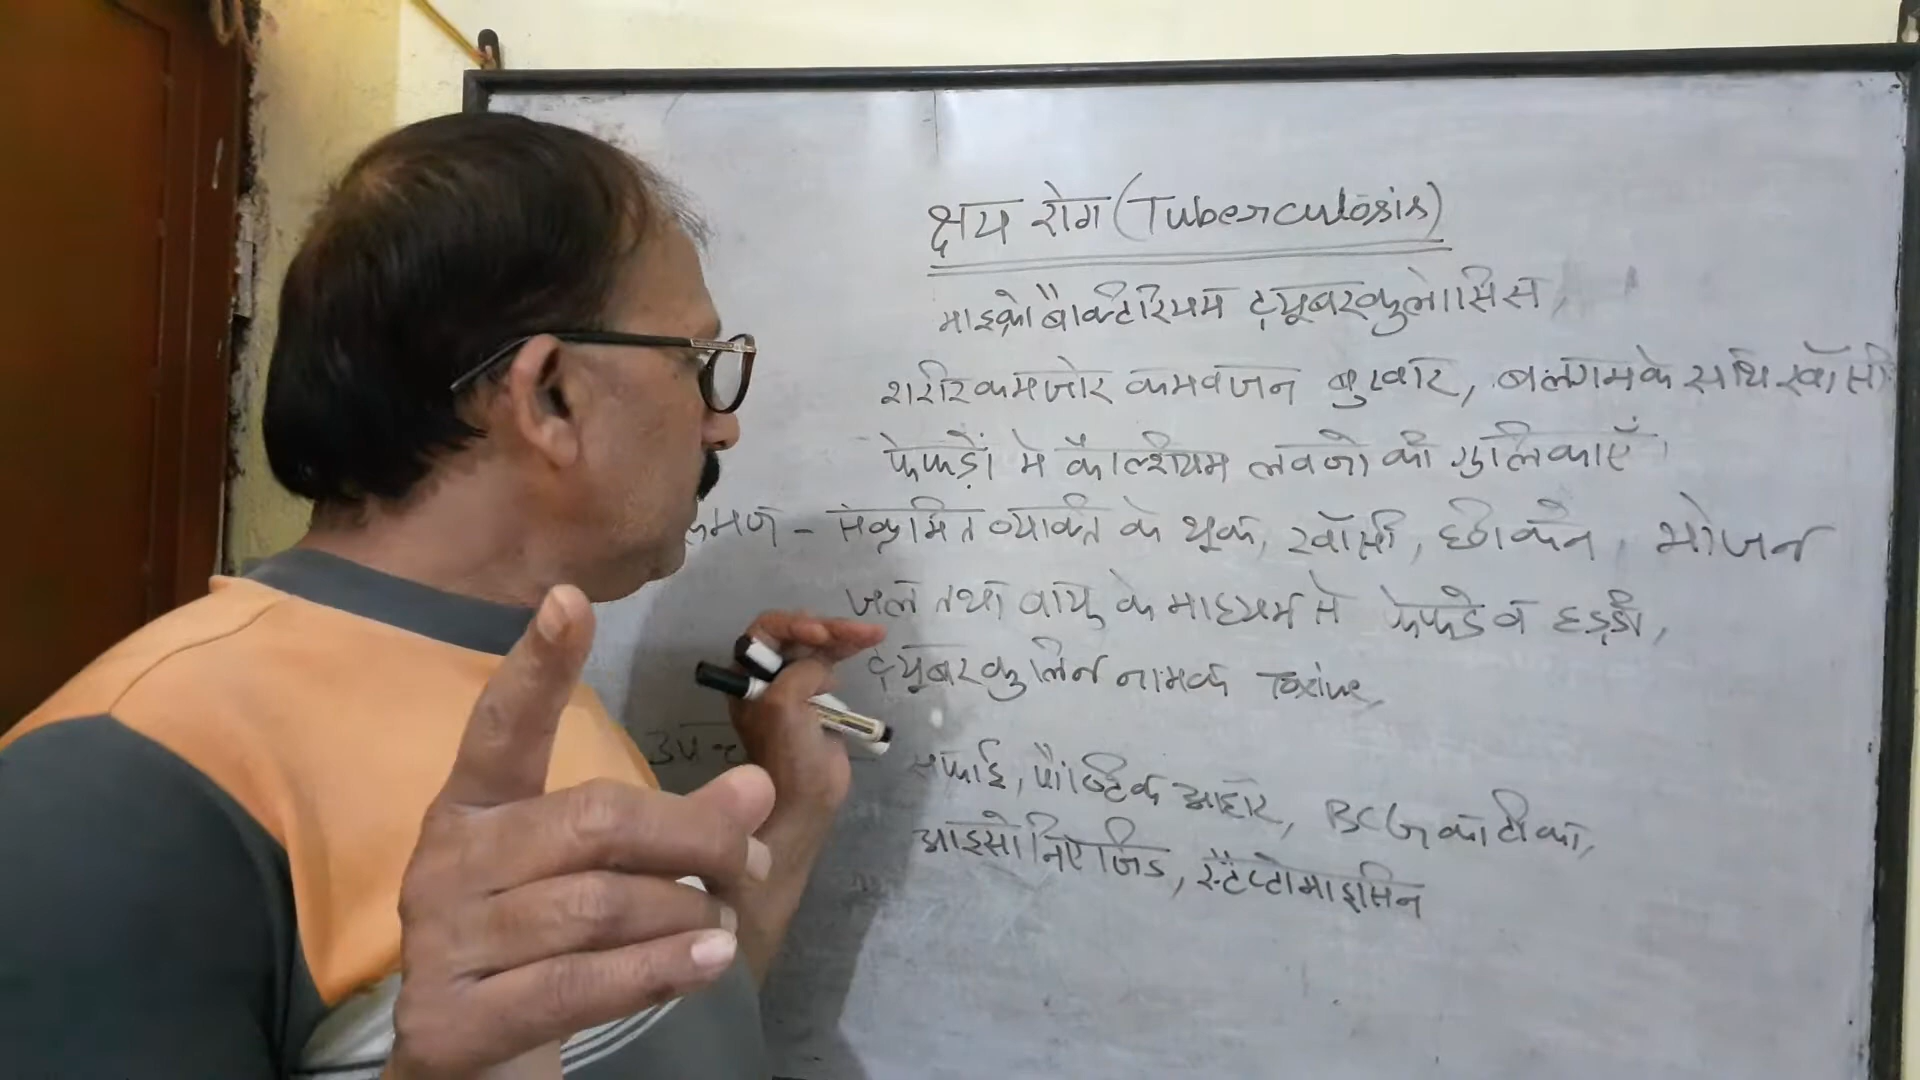 क्षय रोग (Tuberculosis)
माइक्रोबैक्टिरियम ट्यूबरकुलोसिस,
शरीर कमजोर कम वजन बुखार, बलगम के साथ खाँसी
फेफड़ों मे कैल्शियम लवजो की गुलिकाएँ
संक्रमित व्यक्ति के थूक, खाँसी, छींकने, भोजन
जल तथा वायु के माध्यम से फेफडे व हड्डी,
ट्यूबरकुलिन नामक Toxine,
सफाई, पौष्टिक आहार, BCG का टीका,
आइसोनिएजिड, स्ट्रैप्टोमाइसिन